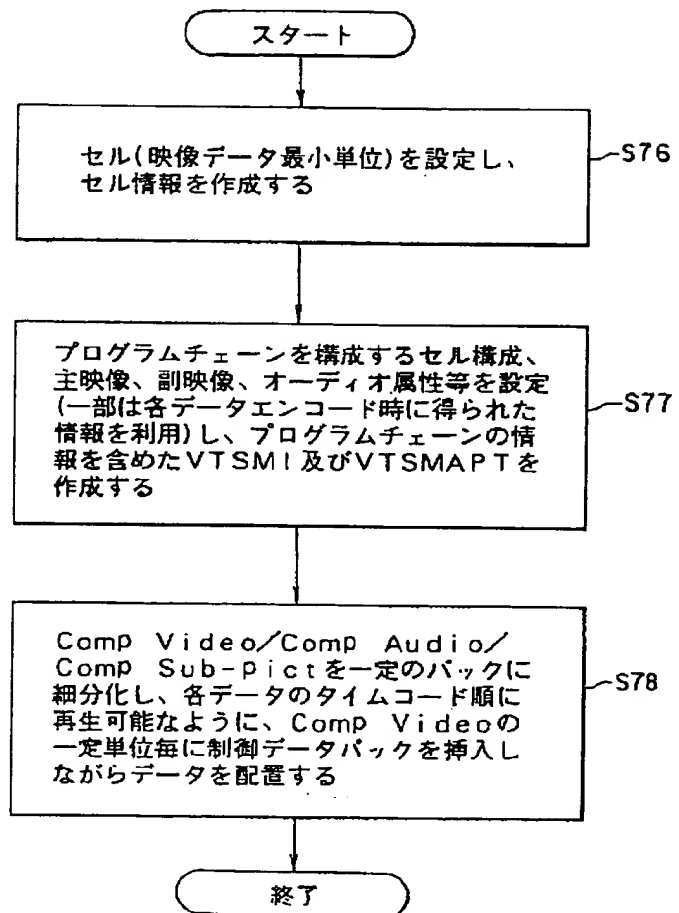 スタート
セル(映像データ最小単位)を設定し、
セル情報を作成する
S76
プログラムチェーンを構成するセル構成、
主映像、副映像、オーディオ属性等を設定
(一部は各データエンコード時に得られた
情報を利用)し、プログラムチェーンの情
報を含めたVTSMI及びVTSMAPTを
作成する
S77
Comp Video/Comp Audio/
Comp Sub-pictを一定のパックに
細分化し、各データのタイムコード順に
再生可能なように、Comp Videoの
一定単位毎に制御データパックを挿入し
ながらデータを配置する
S78
終了